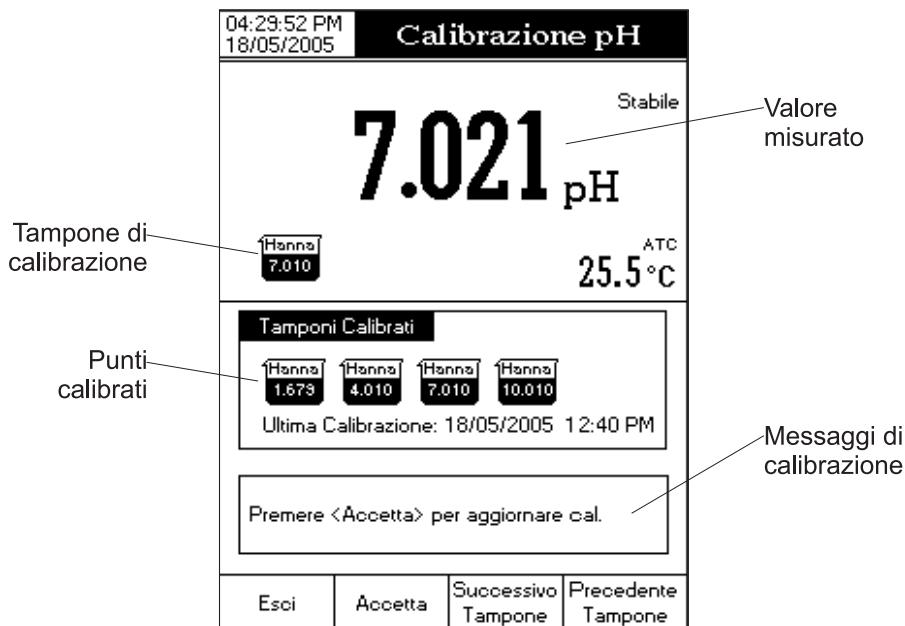 04:29:52 PM
18/05/2005
Calibrazione pH
Stabile
7.021 pH
Valore
misurato
Tampone di
calibrazione
Hanna
7.010
ATC
25.5°C
Tamponi Calibrati
Punti
calibrati
Hanna Hanna Hanna Hanna
1.679 4.010 7.010 10.010
Ultima Calibrazione: 18/05/2005 12:40 PM
Messaggi di
calibrazione
Premere <Accetta> per aggiornare cal.
Esci
Accetta
Successivo
Tampone
Precedente
Tampone